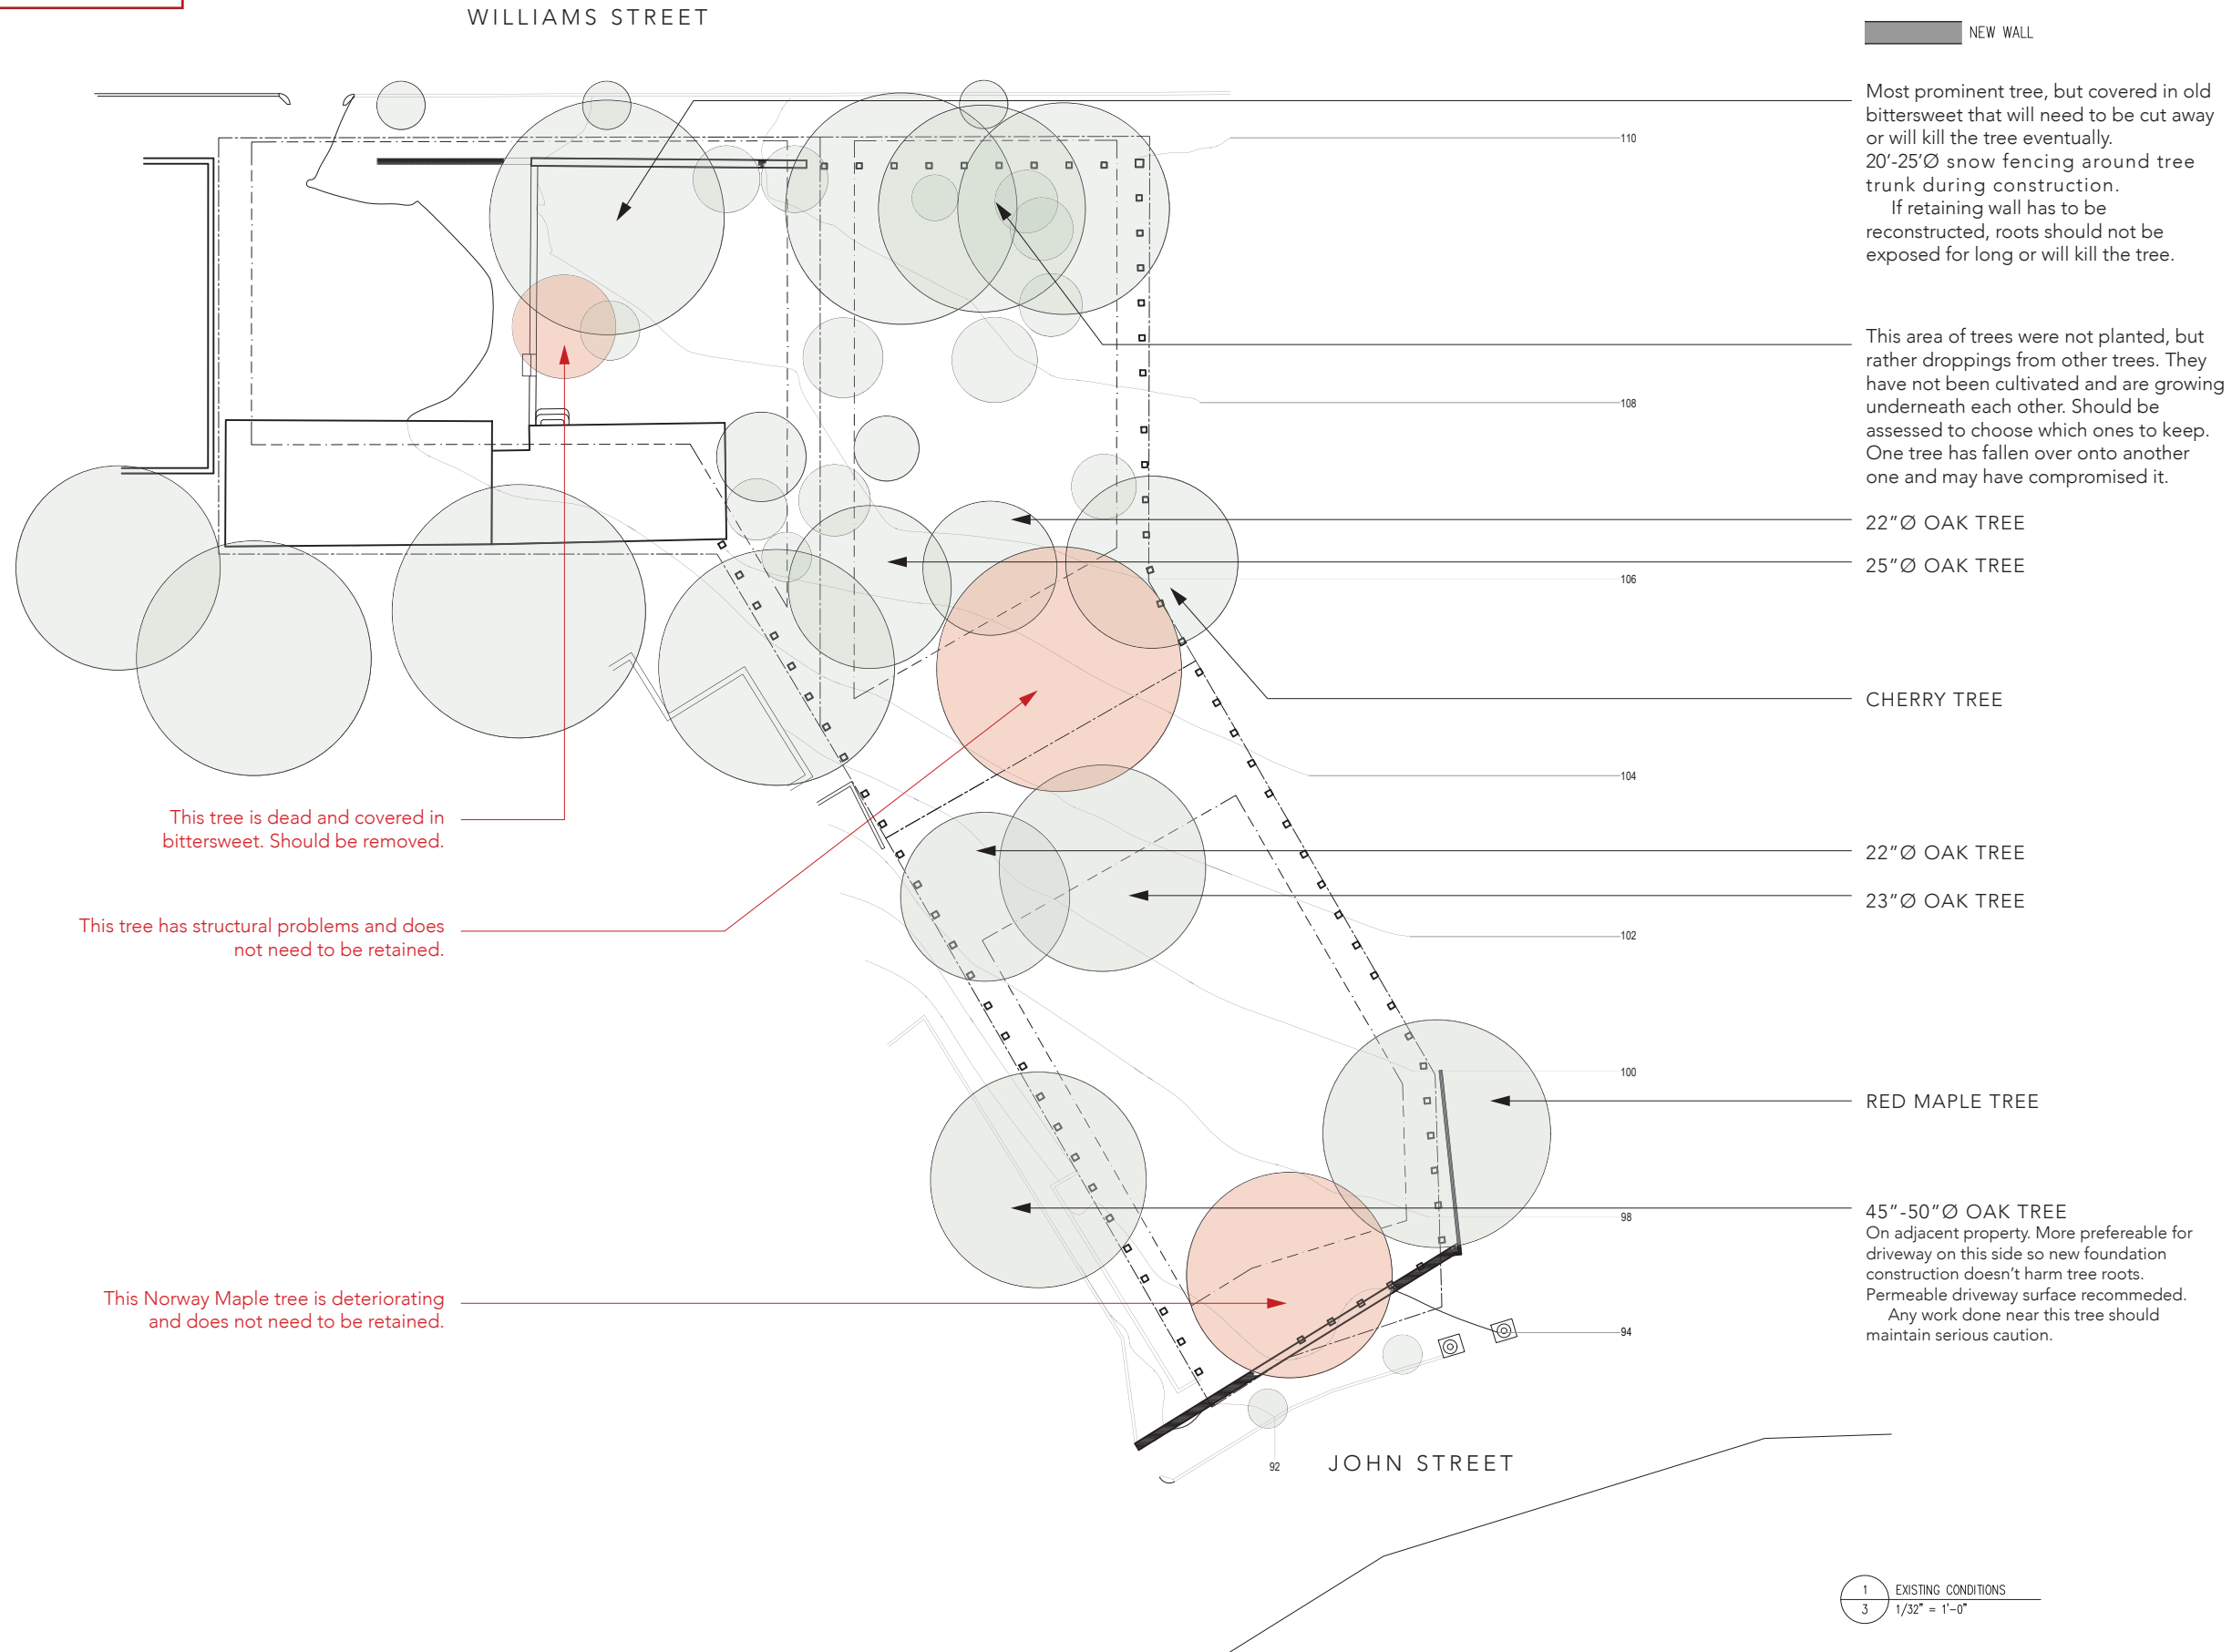 WILLIAMS STREET
NEW WALL
Most prominent tree, but covered in old
bittersweet that will need to be cut away
or will kill the tree eventually.
20'-25'Ø snow fencing around tree
trunk during construction.
If retaining wall has to be
reconstructed, roots should not be
exposed for long or will kill the tree.
110
This area of trees were not planted, but
rather droppings from other trees. They
have not been cultivated and are growing
underneath each other. Should be
assessed to choose which ones to keep.
One tree has fallen over onto another
one and may have compromised it.
108
22"Ø OAK TREE
25"Ø OAK TREE
106
CHERRY TREE
104
This tree is dead and covered in
bittersweet. Should be removed.
22"Ø OAK TREE
23"Ø OAK TREE
This tree has structural problems and does
not need to be retained.
102
100
RED MAPLE TREE
98
45"-50"Ø OAK TREE
On adjacent property. More prefereable for
driveway on this side so new foundation
construction doesn't harm tree roots.
Permeable driveway surface recommeded.
Any work done near this tree should
maintain serious caution.
This Norway Maple tree is deteriorating
and does not need to be retained.
94
92
JOHN STREET
1
3
EXISTING CONDITIONS
1/32" = 1'-0"